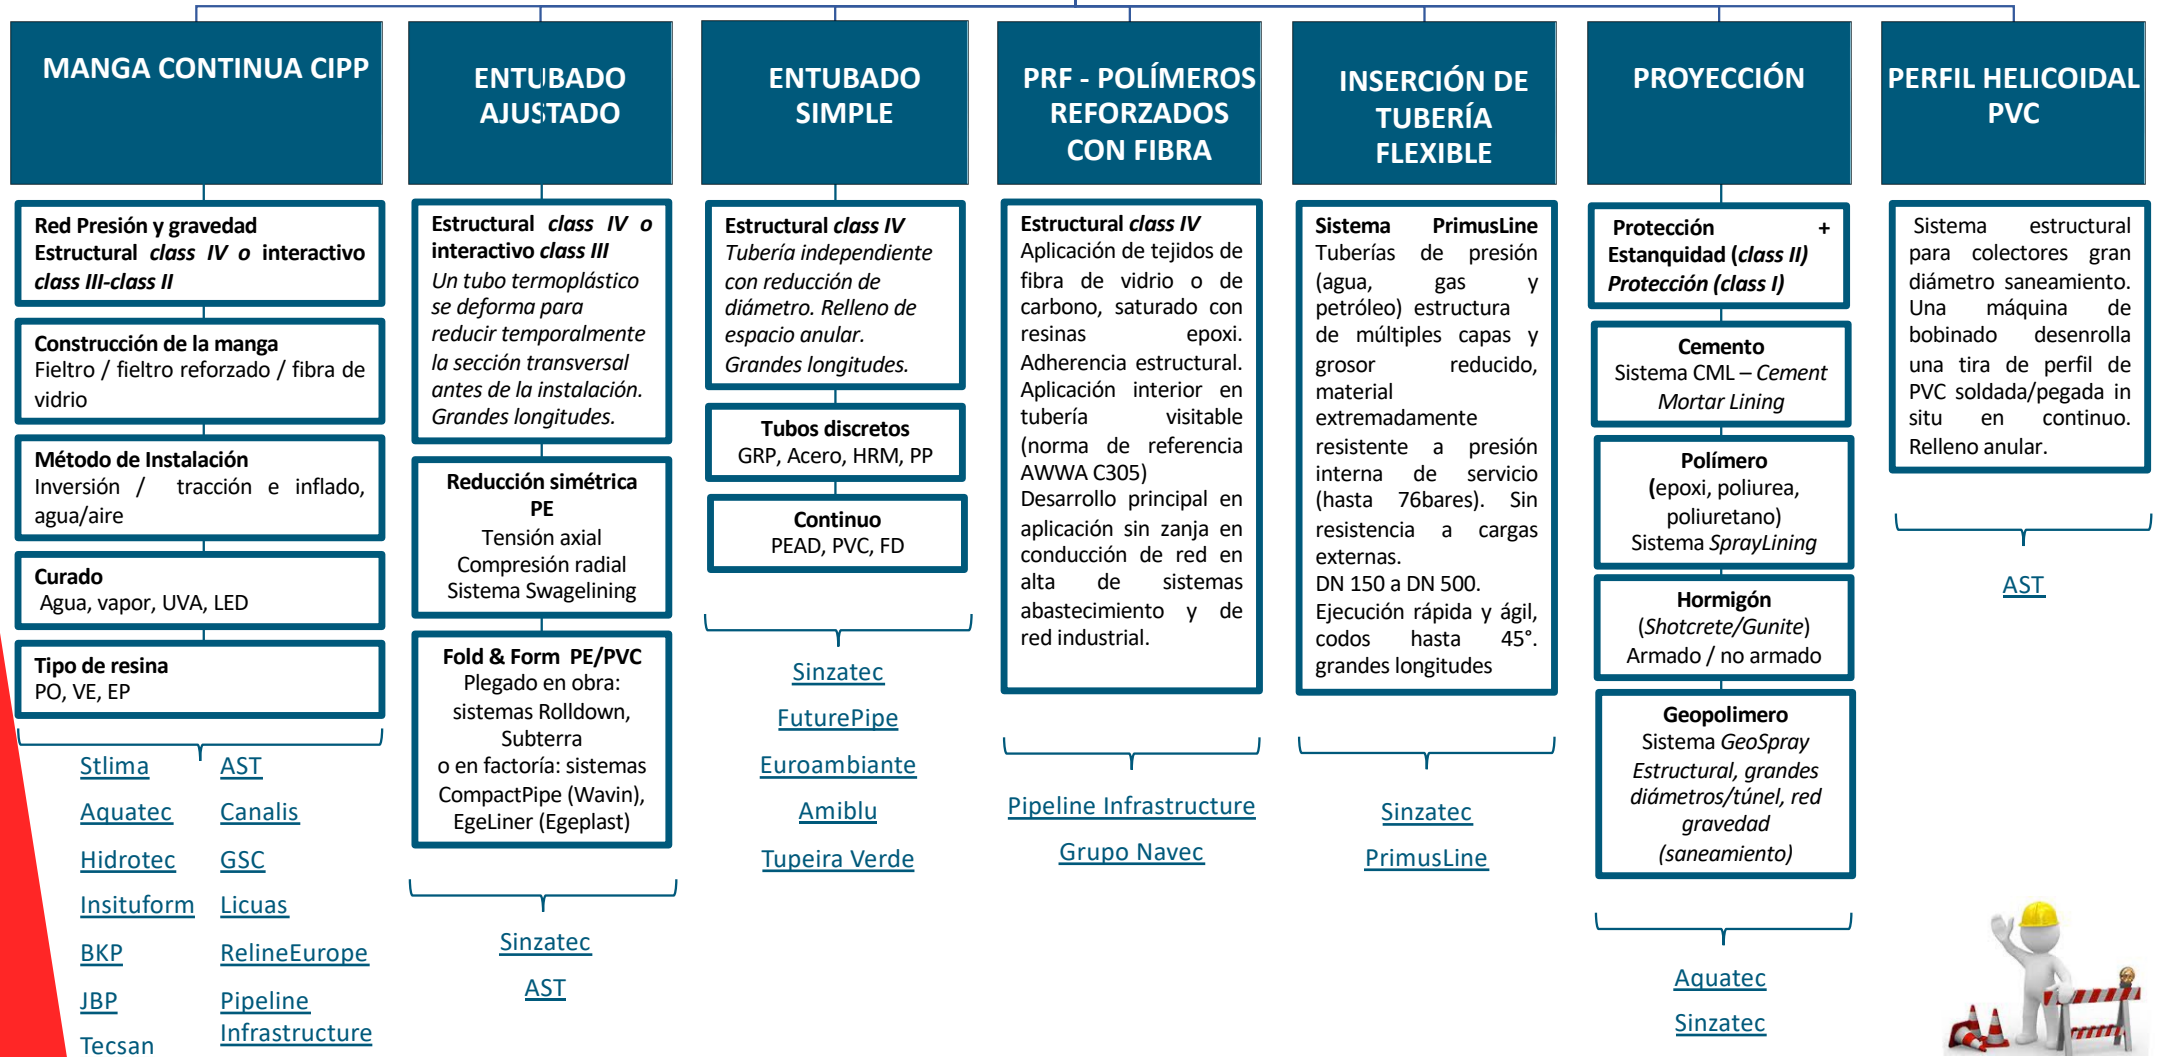 MANGA CONTINUA CIPP
Red Presión y gravedad
Estructural class IV o interactivo
class III-class II
Construcción de la manga
Fieltro / fieltro reforzado / fibra de
vidrio
Método de Instalación
Inversión / tracción e inflado,
agua/aire
Curado
Agua, vapor, UVA, LED
Tipo de resina
PO, VE, EP
Stlima
Aquatec
Hidrotec
Insituform
BKP
JBP
Tecsan
AST
Canalis
GSC
Licuas
RelineEurope
Pipeline
Infrastructure
ENTUBADO
AJUSTADO
Estructural class IV o
interactivo class III
Un tubo termoplástico
se deforma para
reducir temporalmente
la sección transversal
antes de la instalación.
Grandes longitudes.
Reducción simétrica
PE
Tensión axial
Compresión radial
Sistema Swagelining
Fold & Form PE/PVC
Plegado en obra:
sistemas Rolldown,
Subterra
o en factoría: sistemas
CompactPipe (Wavin),
EgeLiner (Egeplast)
Sinzatec
AST
ENTUBADO
SIMPLE
Estructural class IV
Tubería independiente
con reducción de
diámetro. Relleno de
espacio anular.
Grandes longitudes.
Tubos discretos
GRP, Acero, HRM, PP
Continuo
PEAD, PVC, FD
Sinzatec
FuturePipe
Euroambiante
Amiblu
Tupeira Verde
PRF - POLÍMEROS
REFORZADOS
CON FIBRA
Estructural class IV
Aplicación de tejidos de
fibra de vidrio o de
carbono, saturado con
resinas epoxi.
Adherencia estructural.
Aplicación interior en
tubería visitable
(norma de referencia
AWWA C305)
Desarrollo principal en
aplicación sin zanja en
conducción de red en
alta de sistemas
abastecimiento y de
red industrial.
Pipeline Infrastructure
Grupo Navec
INSERCIÓN DE
TUBERÍA
FLEXIBLE
Sistema PrimusLine
Tuberías de presión
(agua, gas y
petróleo) estructura
de múltiples capas y
grosor reducido,
material
extremadamente
resistente a presión
interna de servicio
(hasta 76bares). Sin
resistencia a cargas
externas.
DN 150 a DN 500.
Ejecución rápida y ágil,
codos hasta 45°.
grandes longitudes
Sinzatec
PrimusLine
PROYECCIÓN
Protección +
Estanquidad (class II)
Protección (class I)
Cemento
Sistema CML – Cement
Mortar Lining
Polímero
(epoxi, poliurea,
poliuretano)
Sistema SprayLining
Hormigón
(Shotcrete/Gunite)
Armado / no armado
Geopolimero
Sistema GeoSpray
Estructural, grandes
diámetros/túnel, red
gravedad
(saneamiento)
Aquatec
Sinzatec
PERFIL HELICOIDAL
PVC
Sistema estructural
para colectores gran
diámetro saneamiento.
Una máquina de
bobinado desenrolla
una tira de perfil de
PVC soldada/pegada in
situ en continuo.
Relleno anular.
AST